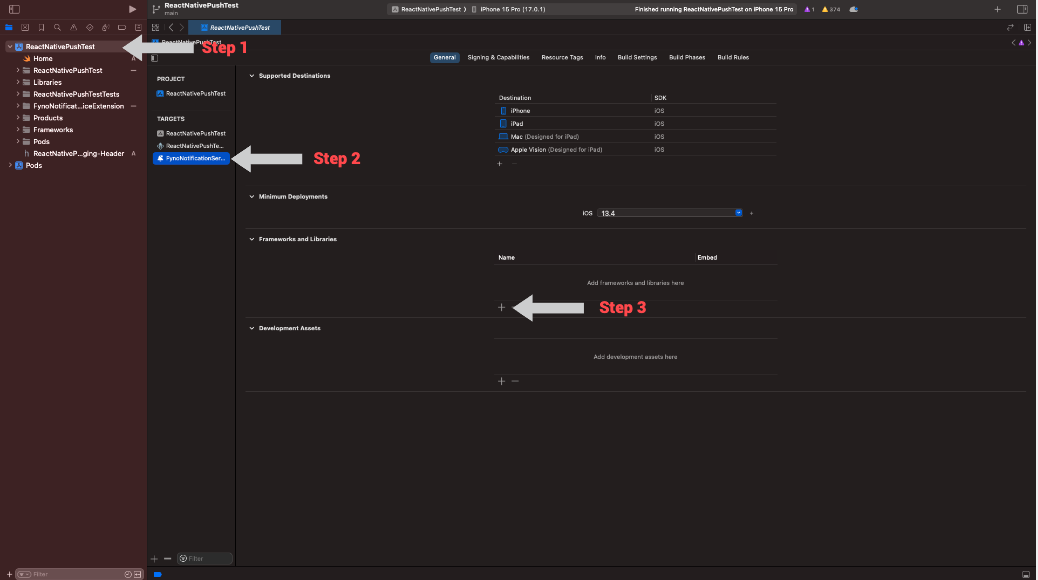 ReactNativePushTest
main
ReactNativePushTest
iPhone 15 Pro (17.0.1)
Finished running ReactNativePushTest on iPhone 15 Pro
1
374
ReactNativePushTest
ReactNativePushTest
Step 1
ReactNativePushTest
Home
A
ReactNativePushTest
Libraries
ReactNativePushTestTests
FynoNotificat...iceExtension
Products
Frameworks
Pods
ReactNativeP...ging-Header
A
Pods
General
Signing & Capabilities
Resource Tags
Info
Build Settings
Build Phases
Build Rules
PROJECT
ReactNativePushTest
TARGETS
ReactNativePushTest
ReactNativePushTe...
FynoNotificationSer...
Step 2
Supported Destinations
Destination
SDK
iPhone
iOS
iPad
iOS
Mac (Designed for iPad)
iOS
Apple Vision (Designed for iPad)
iOS
Minimum Deployments
iOS
13.4
Frameworks and Libraries
Name
Embed
Add frameworks and libraries here
Step 3
Development Assets
Add development assets here
Filter
Filter